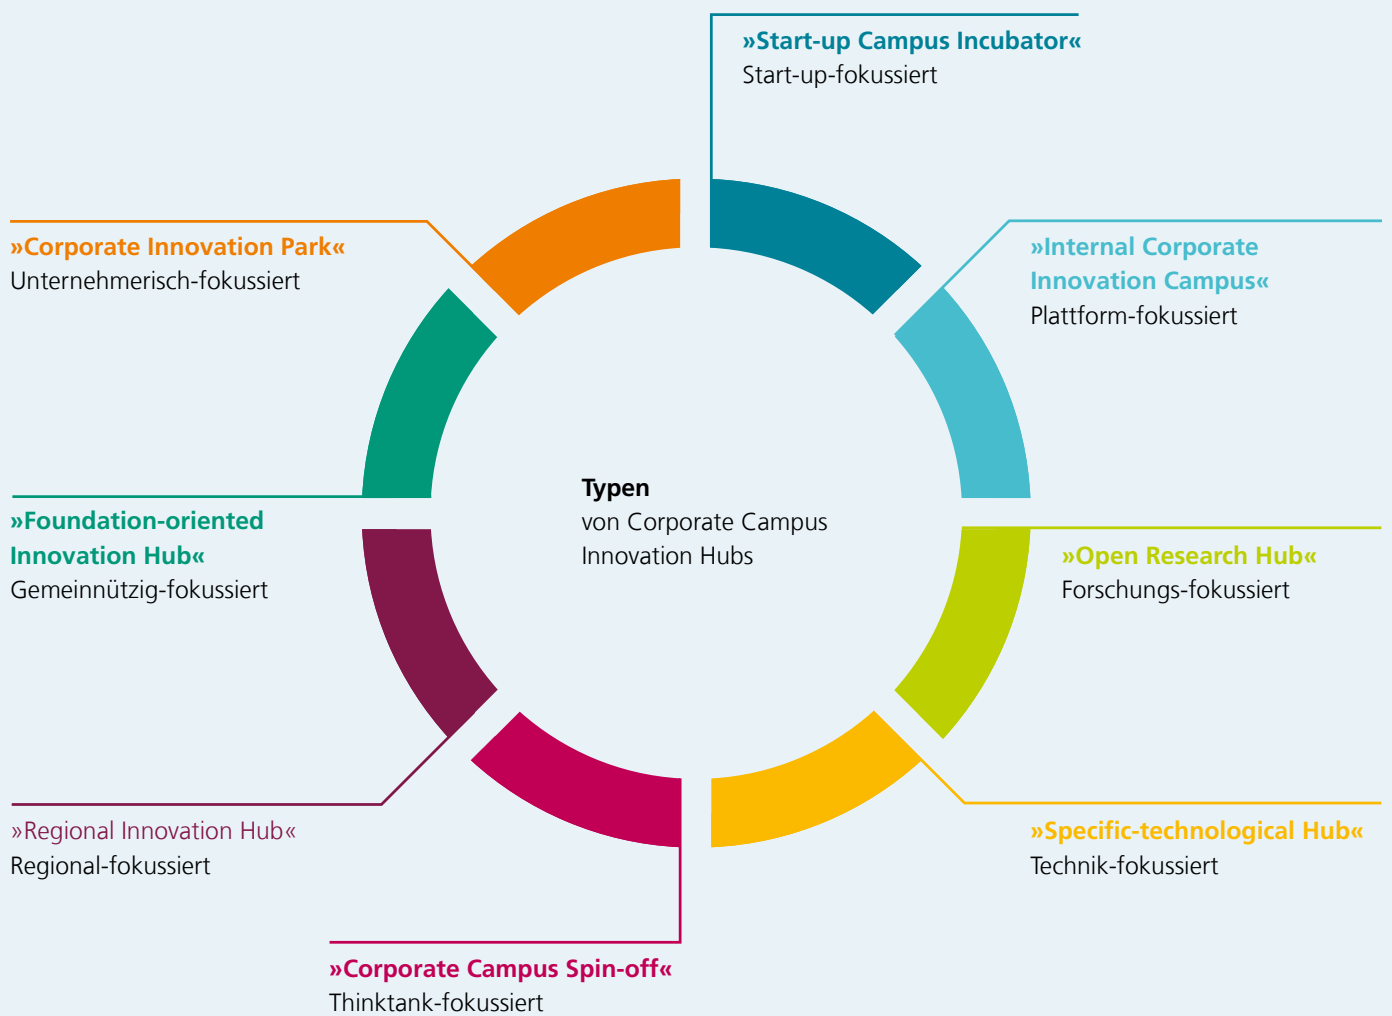 »Start-up Campus Incubator«
Start-up-fokussiert
»Internal Corporate
Innovation Campus«
Plattform-fokussiert
»Open Research Hub«
Forschungs-fokussiert
»Specific-technological Hub«
Technik-fokussiert
»Corporate Campus Spin-off«
Thinktank-fokussiert
»Regional Innovation Hub«
Regional-fokussiert
»Foundation-oriented
Innovation Hub«
Gemeinnützig-fokussiert
»Corporate Innovation Park«
Unternehmerisch-fokussiert
Typen
von Corporate Campus
Innovation Hubs